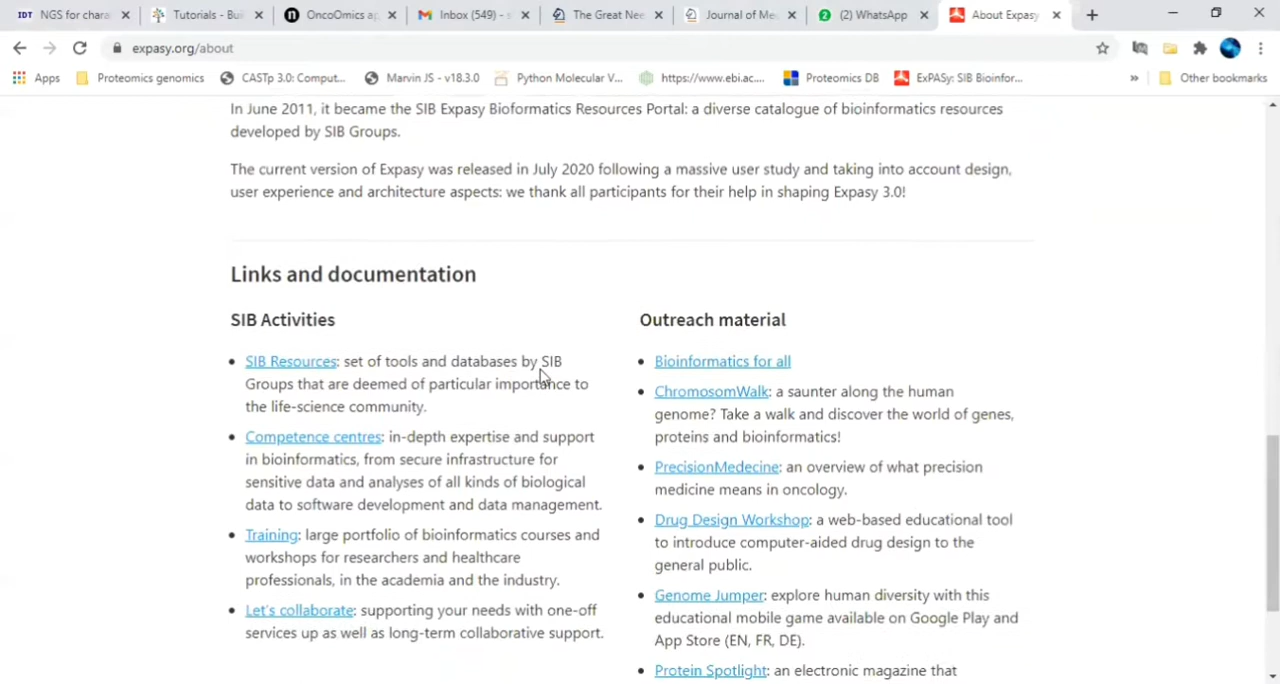 NGS for chara
Tutorials - Bui
OncoOmics ap
Inbox (549) - s
The Great Nee
Journal of Me
(2) WhatsApp
About Expasy
expasy.org/about
Apps
Proteomics genomics
CASTp 3.0: Comput...
Marvin JS - v18.3.0
Python Molecular V...
https://www.ebi.ac....
Proteomics DB
ExPASy: SIB Bioinfor...
»
Other bookmarks
In June 2011, it became the SIB Expasy Bioformatics Resources Portal: a diverse catalogue of bioinformatics resources
developed by SIB Groups.
The current version of Expasy was released in July 2020 following a massive user study and taking into account design,
user experience and architecture aspects: we thank all participants for their help in shaping Expasy 3.0!
Links and documentation
SIB Activities
• SIB Resources: set of tools and databases by SIB
Groups that are deemed of particular importance to
the life-science community.
• Competence centres: in-depth expertise and support
in bioinformatics, from secure infrastructure for
sensitive data and analyses of all kinds of biological
data to software development and data management.
• Training: large portfolio of bioinformatics courses and
workshops for researchers and healthcare
professionals, in the academia and the industry.
• Let's collaborate: supporting your needs with one-off
services up as well as long-term collaborative support.
Outreach material
• Bioinformatics for all
• ChromosomWalk: a saunter along the human
genome? Take a walk and discover the world of genes,
proteins and bioinformatics!
• PrecisionMedecine: an overview of what precision
medicine means in oncology.
• Drug Design Workshop: a web-based educational tool
to introduce computer-aided drug design to the
general public.
• Genome Jumper: explore human diversity with this
educational mobile game available on Google Play and
App Store (EN, FR, DE).
• Protein Spotlight: an electronic magazine that